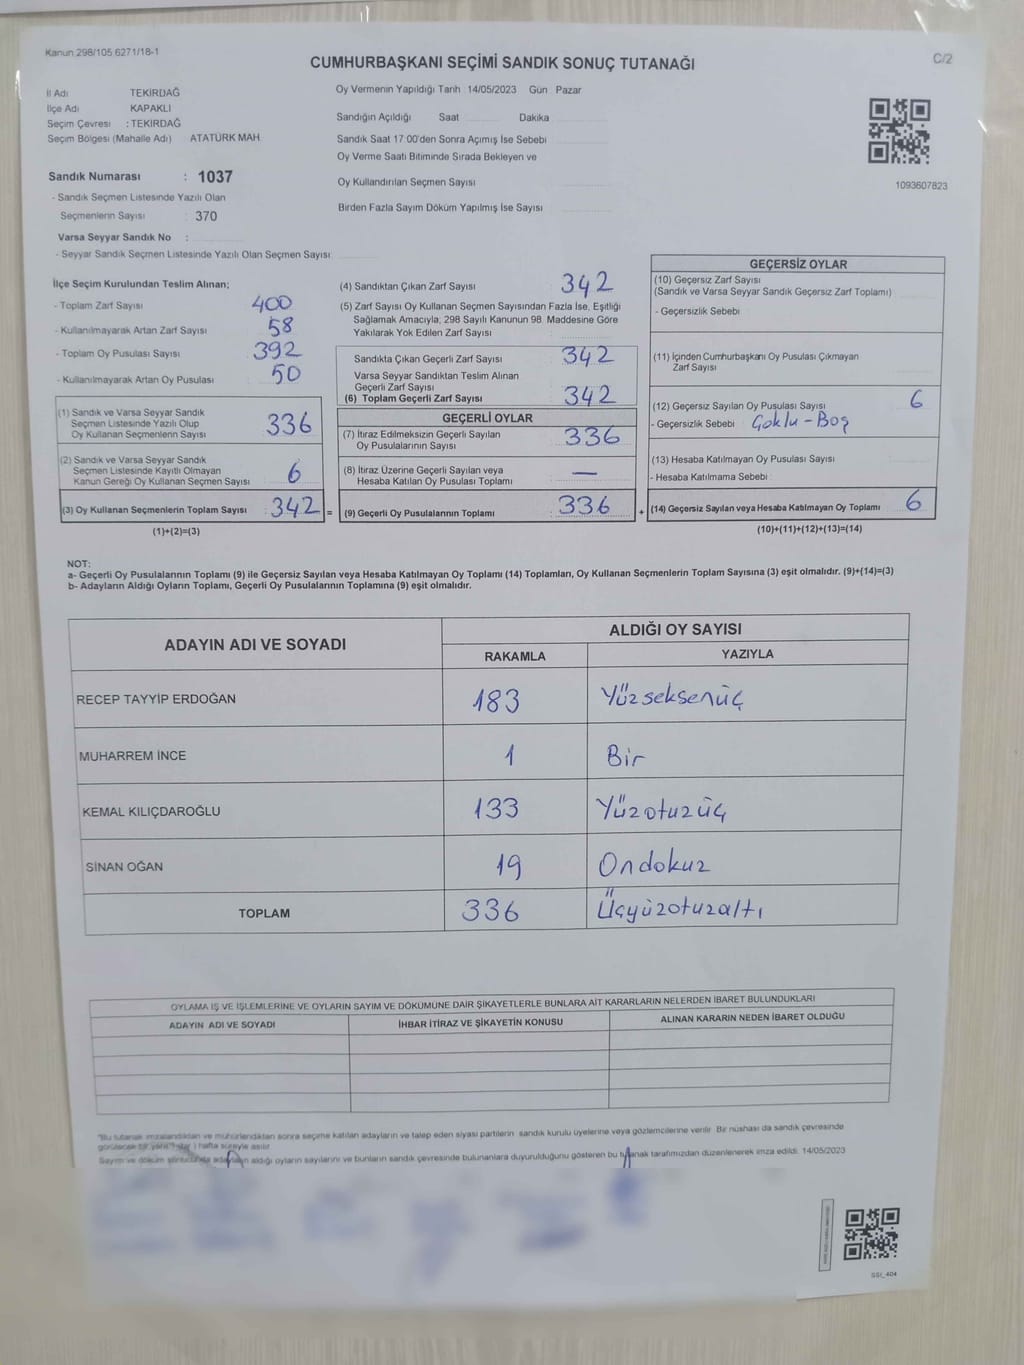 Kanun 298/105 6271/18-1
CUMHURBAŞKANI SEÇİMİ SANDIK SONUÇ TUTANAĞI
C/2
İl Adı TEKİRDAĞ
İlçe Adı KAPAKLI
Seçim Çevresi : TEKİRDAĞ
Seçim Bölgesi (Mahalle Adı) ATATÜRK MAH.
Sandık Numarası : 1037
- Sandık Seçmen Listesinde Yazılı Olan
Seçmenlerin Sayısı 370
Varsa Seyyar Sandık No :
- Seyyar Sandık Seçmen Listesinde Yazılı Olan Seçmen Sayısı:
Oy Vermenin Yapıldığı Tarih 14/05/2023 Gün Pazar
Sandığın Açıldığı Saat Dakika
Sandık Saat 17 00'den Sonra Açımış İse Sebebi
Oy Verme Saati Bitiminde Sırada Bekleyen ve
Oy Kullandırılan Seçmen Sayısı
Birden Fazla Sayım Döküm Yapılmış İse Sayısı
1093607823
İlçe Seçim Kurulundan Teslim Alınan;
- Toplam Zarf Sayısı 400
- Kullanılmayarak Artan Zarf Sayısı 58
- Toplam Oy Pusulası Sayısı 392
- Kullanılmayarak Artan Oy Pusulası 50
(1) Sandık ve Varsa Seyyar Sandık
Seçmen Listesinde Yazılı Olup
Oy Kullanan Seçmenlerin Sayısı 336
(2) Sandık ve Varsa Seyyar Sandık
Seçmen Listesinde Kayıtlı Olmayan
Kanun Gereği Oy Kullanan Seçmen Sayısı 6
(3) Oy Kullanan Seçmenlerin Toplam Sayısı 342 =
(1)+(2)=(3)
(4) Sandıktan Çıkan Zarf Sayısı 342
(5) Zarf Sayısı Oy Kullanan Seçmen Sayısından Fazla İse, Eşitliği
Sağlamak Amacıyla, 298 Sayılı Kanunun 98. Maddesine Göre
Yakılarak Yok Edilen Zarf Sayısı
Sandıkta Çıkan Geçerli Zarf Sayısı 342
Varsa Seyyar Sandıktan Teslim Alınan
Geçerli Zarf Sayısı
(6) Toplam Geçerli Zarf Sayısı 342
GEÇERLİ OYLAR
(7) İtiraz Edilmeksizin Geçerli Sayılan
Oy Pusulalarının Sayısı 336
(8) İtiraz Üzerine Geçerli Sayılan veya
Hesaba Katılan Oy Pusulası Toplamı —
(9) Geçerli Oy Pusulalarının Toplamı 336 +
GEÇERSİZ OYLAR
(10) Geçersiz Zarf Sayısı
(Sandık ve Varsa Seyyar Sandık Geçersiz Zarf Toplamı)
- Geçersizlik Sebebi
(11) İçinden Cumhurbaşkanı Oy Pusulası Çıkmayan
Zarf Sayısı
(12) Geçersiz Sayılan Oy Pusulası Sayısı 6
- Geçersizlik Sebebi Çoklu - Boş
(13) Hesaba Katılmayan Oy Pusulası Sayısı
- Hesaba Katılmama Sebebi
(14) Geçersiz Sayılan veya Hesaba Katılmayan Oy Toplamı 6
(10)+(11)+(12)+(13)=(14)
NOT:
a- Geçerli Oy Pusulalarının Toplamı (9) ile Geçersiz Sayılan veya Hesaba Katılmayan Oy Toplamı (14) Toplamları, Oy Kullanan Seçmenlerin Toplam Sayısına (3) eşit olmalıdır. (9)+(14)=(3)
b- Adayların Aldığı Oyların Toplamı, Geçerli Oy Pusulalarının Toplamına (9) eşit olmalıdır.
ADAYIN ADI VE SOYADI ALDIĞI OY SAYISI
RAKAMLA YAZIYLA
RECEP TAYYİP ERDOĞAN 183 Yüzseksenüç
MUHARREM İNCE 1 Bir
KEMAL KILIÇDAROĞLU 133 Yüzotuzüç
SİNAN OĞAN 19 Ondokuz
TOPLAM 336 Üçyüzotuzaltı
OYLAMA İŞ VE İŞLEMLERİNE VE OYLARIN SAYIM VE DÖKÜMÜNE DAİR ŞİKAYETLERLE BUNLARA AİT KARARLARIN NELERDEN İBARET BULUNDUKLARI
ADAYIN ADI VE SOYADI İHBAR İTİRAZ VE ŞİKAYETİN KONUSU ALINAN KARARIN NEDEN İBARET OLDUĞU
"Bu tutanak imzalandıktan ve mühürlendikten sonra seçime katılan adayların ve talep eden siyasi partilerin sandık kurulu üyelerine veya gözlemcilerine verilir Bir nüshası da sandık çevresinde
görülecek bir yere hafta süreyle asılır
Sayım ve döküm aldığı oyların sayılarını ve bunların sandık çevresinde bulunanlara duyurulduğunu gösteren bu tutanak tarafımızdan düzenlenerek imza edildi. 14/05/2023
SSI_404